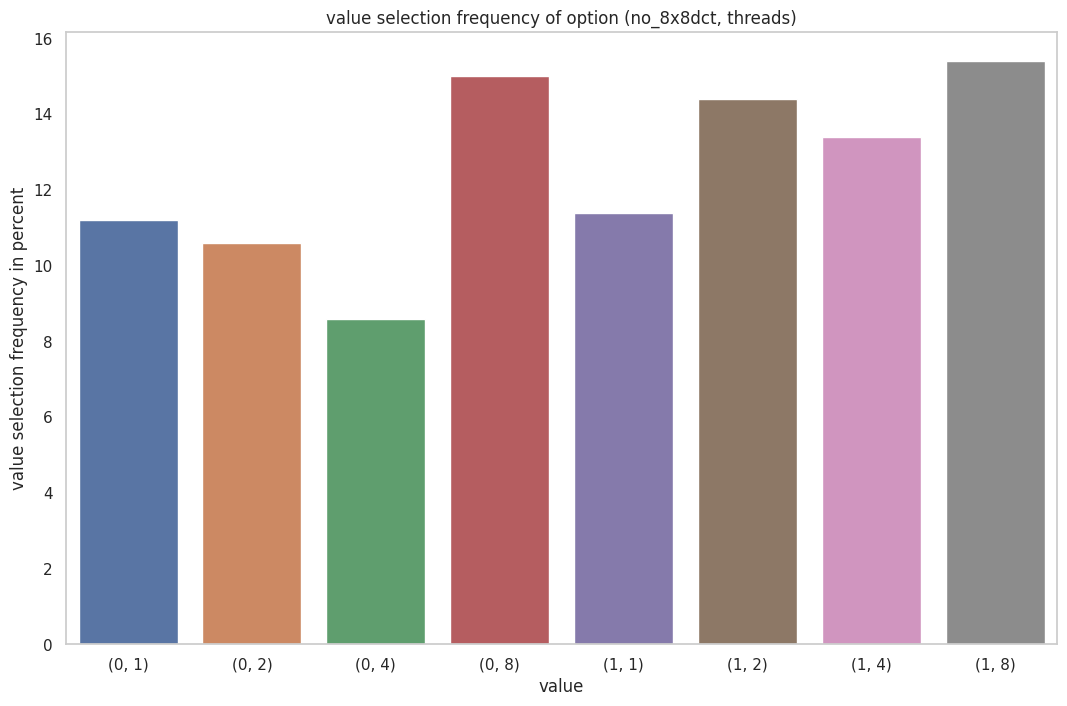 value selection frequency of option (no_8x8dct, threads)
value selection frequency in percent
16
14
12
10
8
6
4
2
0
(0, 1) (0, 2) (0, 4) (0, 8) (1, 1) (1, 2) (1, 4) (1, 8)
value